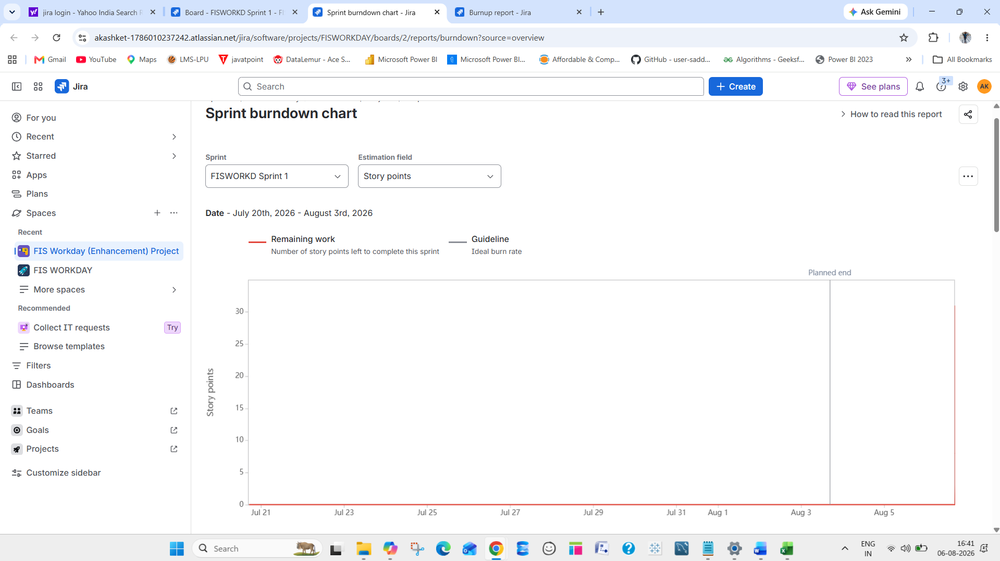 jira login - Yahoo India Search R
Board - FISWORKD Sprint 1 - FI
Sprint burndown chart - Jira
Burnup report - Jira
Ask Gemini
akashket-1786010237242.atlassian.net/jira/software/projects/FISWORKDAY/boards/2/reports/burndown?source=overview
Gmail
YouTube
Maps
LMS-LPU
javatpoint
DataLemur - Ace S...
Microsoft Power BI
Microsoft Power BI...
Affordable & Comp...
GitHub - user-sadd...
Algorithms - Geeksf...
Power BI 2023
All Bookmarks
Jira
Search
Create
See plans
3+
AK
For you
Recent
Starred
Apps
Plans
Spaces
Recent
FIS Workday (Enhancement) Project
FIS WORKDAY
More spaces
Recommended
Collect IT requests
Try
Browse templates
Filters
Dashboards
Teams
Goals
Projects
Customize sidebar
Sprint burndown chart
How to read this report
Sprint
Estimation field
FISWORKD Sprint 1
Story points
Date - July 20th, 2026 - August 3rd, 2026
Remaining work
Number of story points left to complete this sprint
Guideline
Ideal burn rate
Planned end
Story points
30
25
20
15
10
5
0
Jul 21
Jul 23
Jul 25
Jul 27
Jul 29
Jul 31
Aug 1
Aug 3
Aug 5
Search
ENG
IN
16:41
06-08-2026